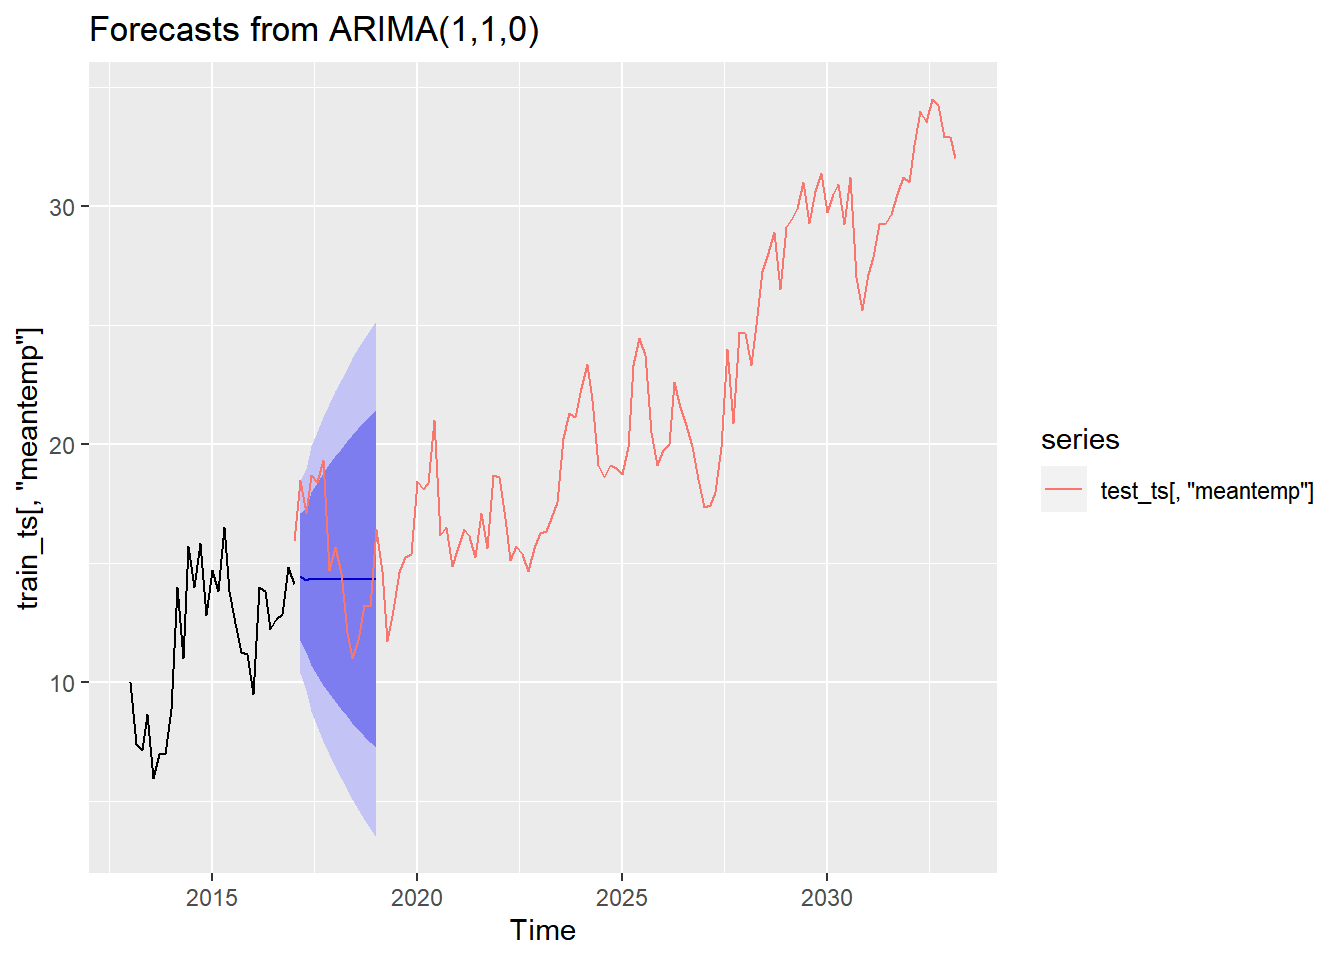 Forecasts from ARIMA(1,1,0)
train_ts[, "meantemp"]
30
20
10
2015 2020 2025 2030
Time
series
test_ts[, "meantemp"]